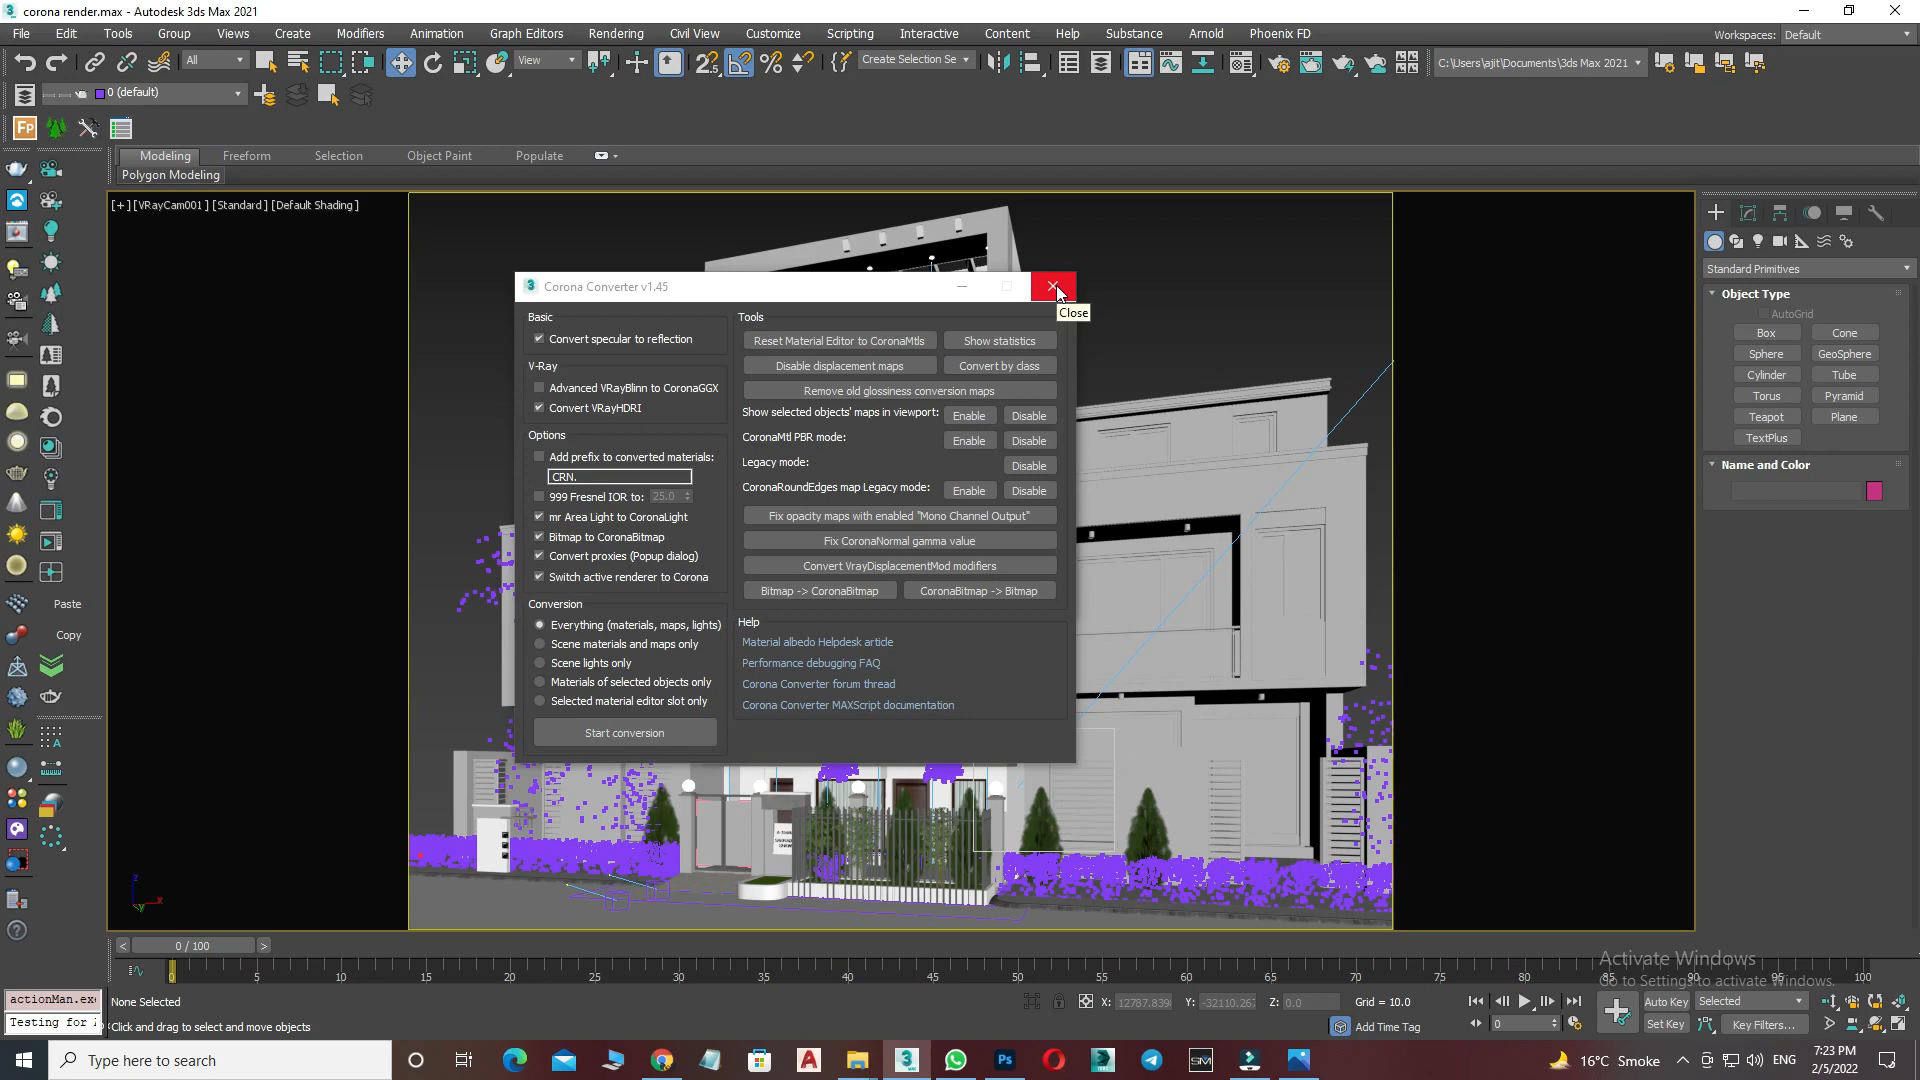 corona render.max - Autodesk 3ds Max 2021
File Edit Tools Group Views Create Modifiers Animation Graph Editors Rendering Civil View Customize Scripting Interactive Content Help Substance Arnold Phoenix FD
Workspaces: Default
All View Create Selection Se C:\Users\ajit\Documents\3ds Max 2021
0 (default)
Fp
Modeling Freeform Selection Object Paint Populate
Polygon Modeling
[+] [VRayCam001] [Standard] [Default Shading]
Standard Primitives
Object Type
AutoGrid
Box Cone
Sphere GeoSphere
Cylinder Tube
Torus Pyramid
Teapot Plane
TextPlus
Name and Color
Corona Converter v1.45
Close
Basic
Convert specular to reflection
V-Ray
Advanced VRayBlinn to CoronaGGX
Convert VRayHDRI
Options
Add prefix to converted materials:
CRN.
999 Fresnel IOR to: 25.0
mr Area Light to CoronaLight
Bitmap to CoronaBitmap
Convert proxies (Popup dialog)
Switch active renderer to Corona
Conversion
Everything (materials, maps, lights)
Scene materials and maps only
Scene lights only
Materials of selected objects only
Selected material editor slot only
Start conversion
Tools
Reset Material Editor to CoronaMtls Show statistics
Disable displacement maps Convert by class
Remove old glossiness conversion maps
Show selected objects' maps in viewport: Enable Disable
CoronaMtl PBR mode: Enable Disable
Legacy mode: Disable
CoronaRoundEdges map Legacy mode: Enable Disable
Fix opacity maps with enabled "Mono Channel Output"
Fix CoronaNormal gamma value
Convert VrayDisplacementMod modifiers
Bitmap -> CoronaBitmap CoronaBitmap -> Bitmap
Help
Material albedo Helpdesk article
Performance debugging FAQ
Corona Converter forum thread
Corona Converter MAXScript documentation
Paste
Copy
z
x
y
< 0 / 100 >
0 5 10 15 20 25 30 35 40 45 50 55 60 65 70 75 80 85 90 95 100
Activate Windows
Go to Settings to activate Windows.
actionMan.exe
Testing for
None Selected
Click and drag to select and move objects
X: 12787.839 Y: -32110.267 Z: 0.0 Grid = 10.0
Add Time Tag
0
Auto Key Selected
Set Key Key Filters...
Type here to search
16°C Smoke ENG
7:23 PM
2/5/2022